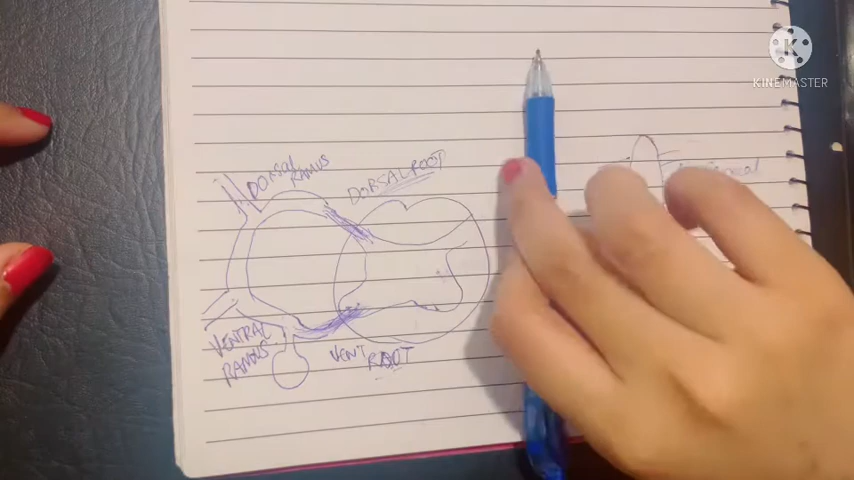 KINEMASTER
DORSAL
RAMUS
DORSAL ROOT
VENTRAL
RAMUS
VENT
ROOT